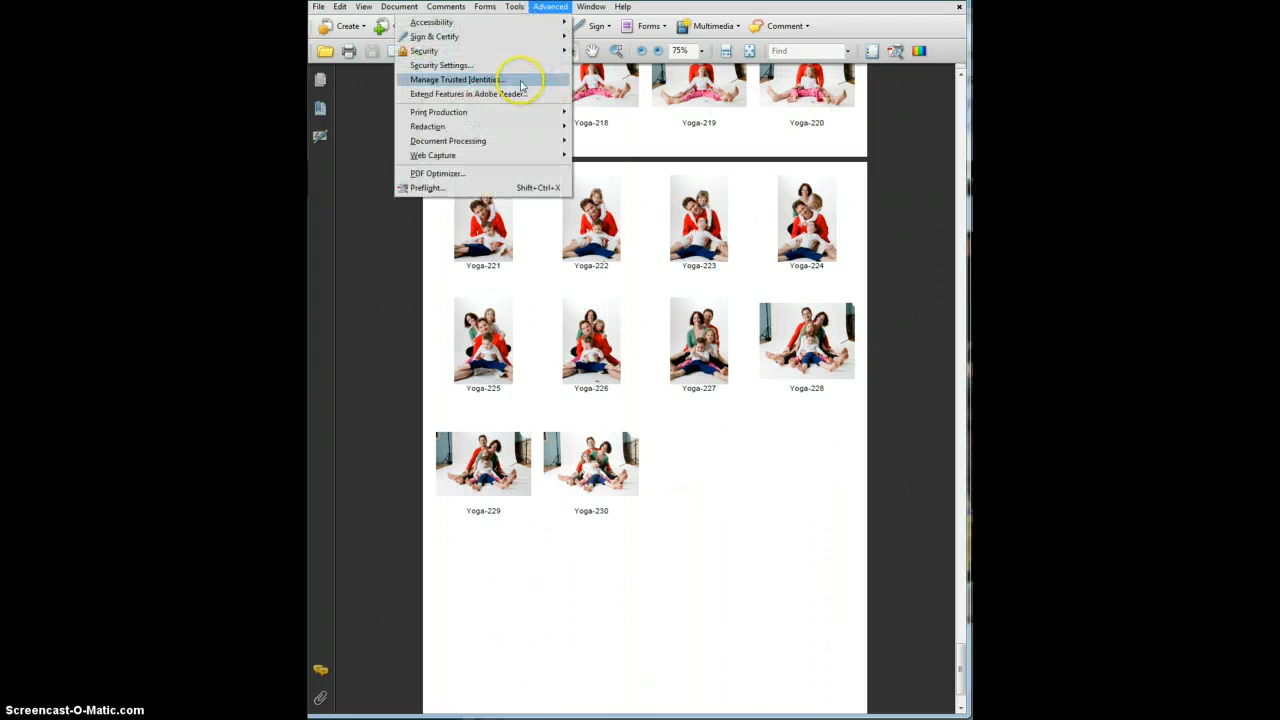 File Edit View Document Comments Forms Tools Advanced Window Help
Create Sign Forms Multimedia Comment
75% Find
Accessibility
Sign & Certify
Security
Security Settings...
Manage Trusted Identities...
Extend Features in Adobe Reader...
Print Production
Redaction
Document Processing
Web Capture
PDF Optimizer...
Preflight... Shift+Ctrl+X
Yoga-218 Yoga-219 Yoga-220
Yoga-221 Yoga-222 Yoga-223 Yoga-224
Yoga-225 Yoga-226 Yoga-227 Yoga-228
Yoga-229 Yoga-230
Screencast-O-Matic.com